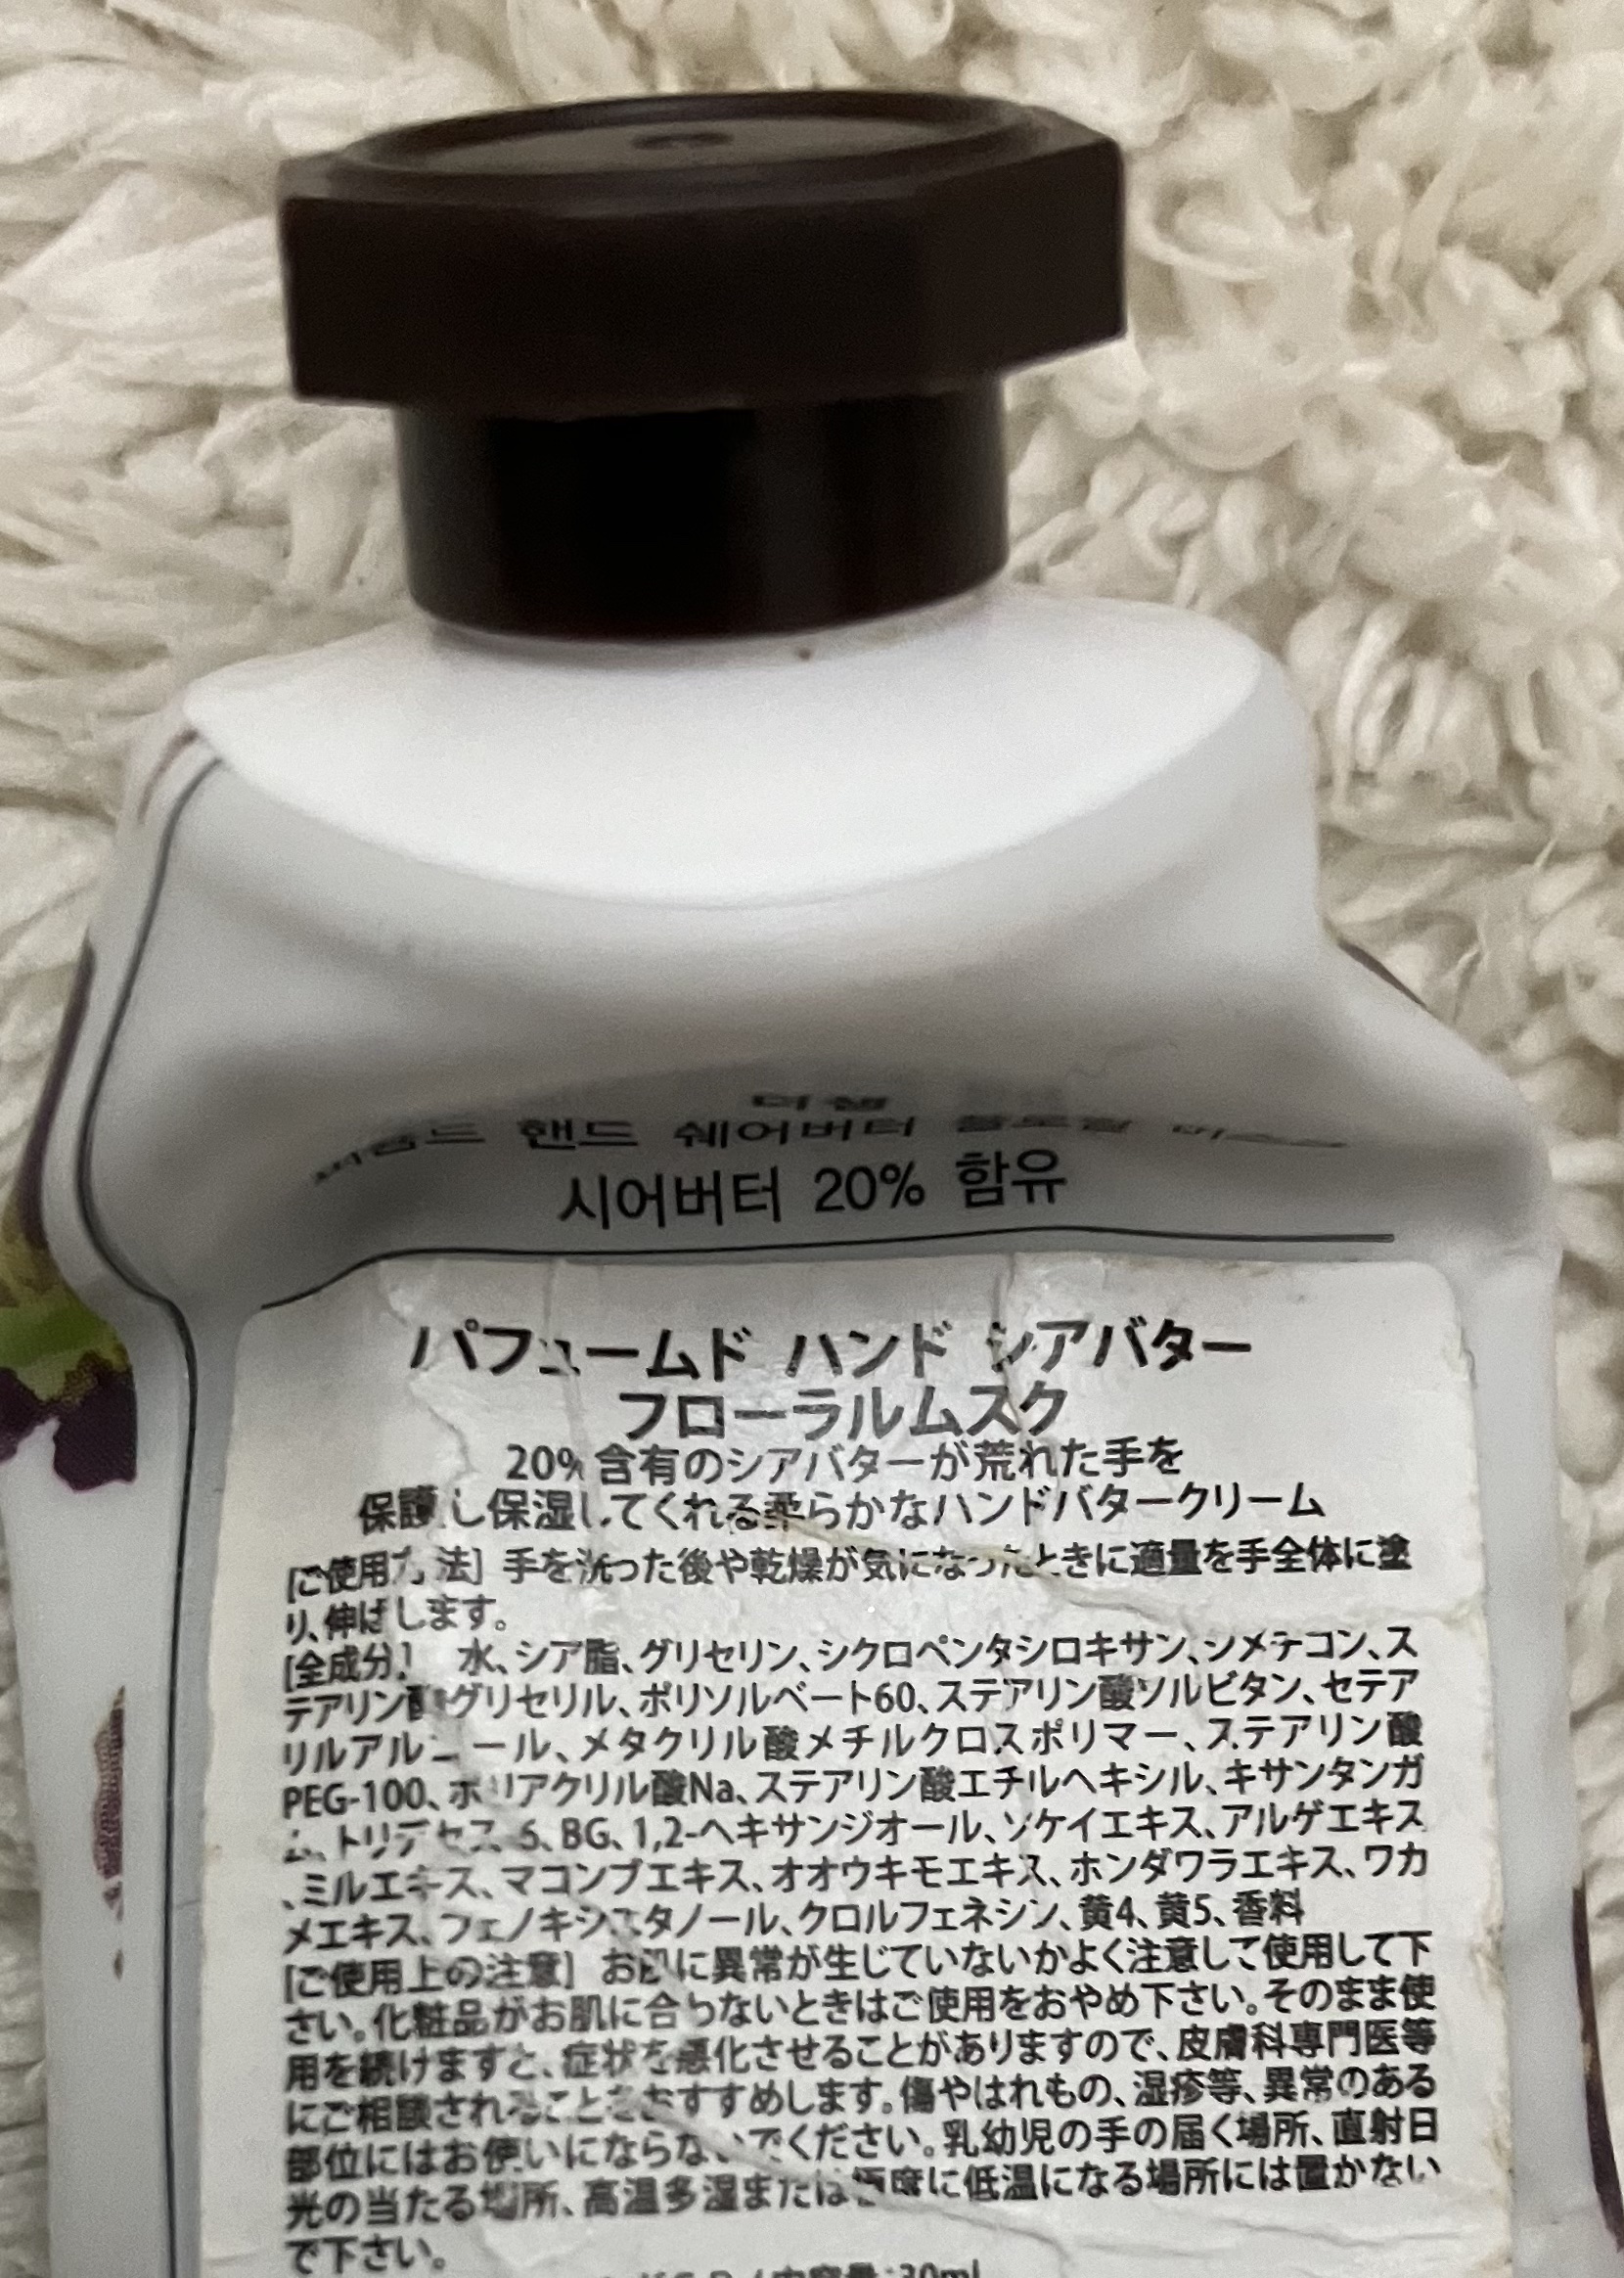 더샘
퍼퓸드 핸드 쉐어버터 플로럴 머스크
시어버터 20% 함유
パフュームド ハンド シアバター
フローラルムスク
20%含有のシアバターが荒れた手を
保護し保湿してくれる柔らかなハンドバタークリーム
[ご使用方法] 手を洗った後や乾燥が気になったときに適量を手全体に塗
り、伸ばします。
[全成分] 水、シア脂、グリセリン、シクロペンタシロキサン、ジメチコン、ス
テアリン酸グリセリル、ポリソルベート60、ステアリン酸ソルビタン、セテア
リルアルコール、メタクリル酸メチルクロスポリマー、ステアリン酸
PEG-100、ポリアクリル酸Na、ステアリン酸エチルヘキシル、キサンタンガ
ム、トリデセス-6、BG、1,2-ヘキサンジオール、ソケイエキス、アルゲエキス
、ミルエキス、マコンブエキス、オオウキモエキス、ホンダワラエキス、ワカ
メエキス、フェノキシエタノール、クロルフェネシン、黄4、黄5、香料
[ご使用上の注意] お肌に異常が生じていないかよく注意して使用して下
さい。化粧品がお肌に合わないときはご使用をおやめ下さい。そのまま使
用を続けますと、症状を悪化させることがありますので、皮膚科専門医等
にご相談されることをおすすめします。傷やはれもの、湿疹等、異常のある
部位にはお使いにならないでください。乳幼児の手の届く場所、直射日
光の当たる場所、高温多湿または極度に低温になる場所には置かない
で下さい。
内容量:30ml